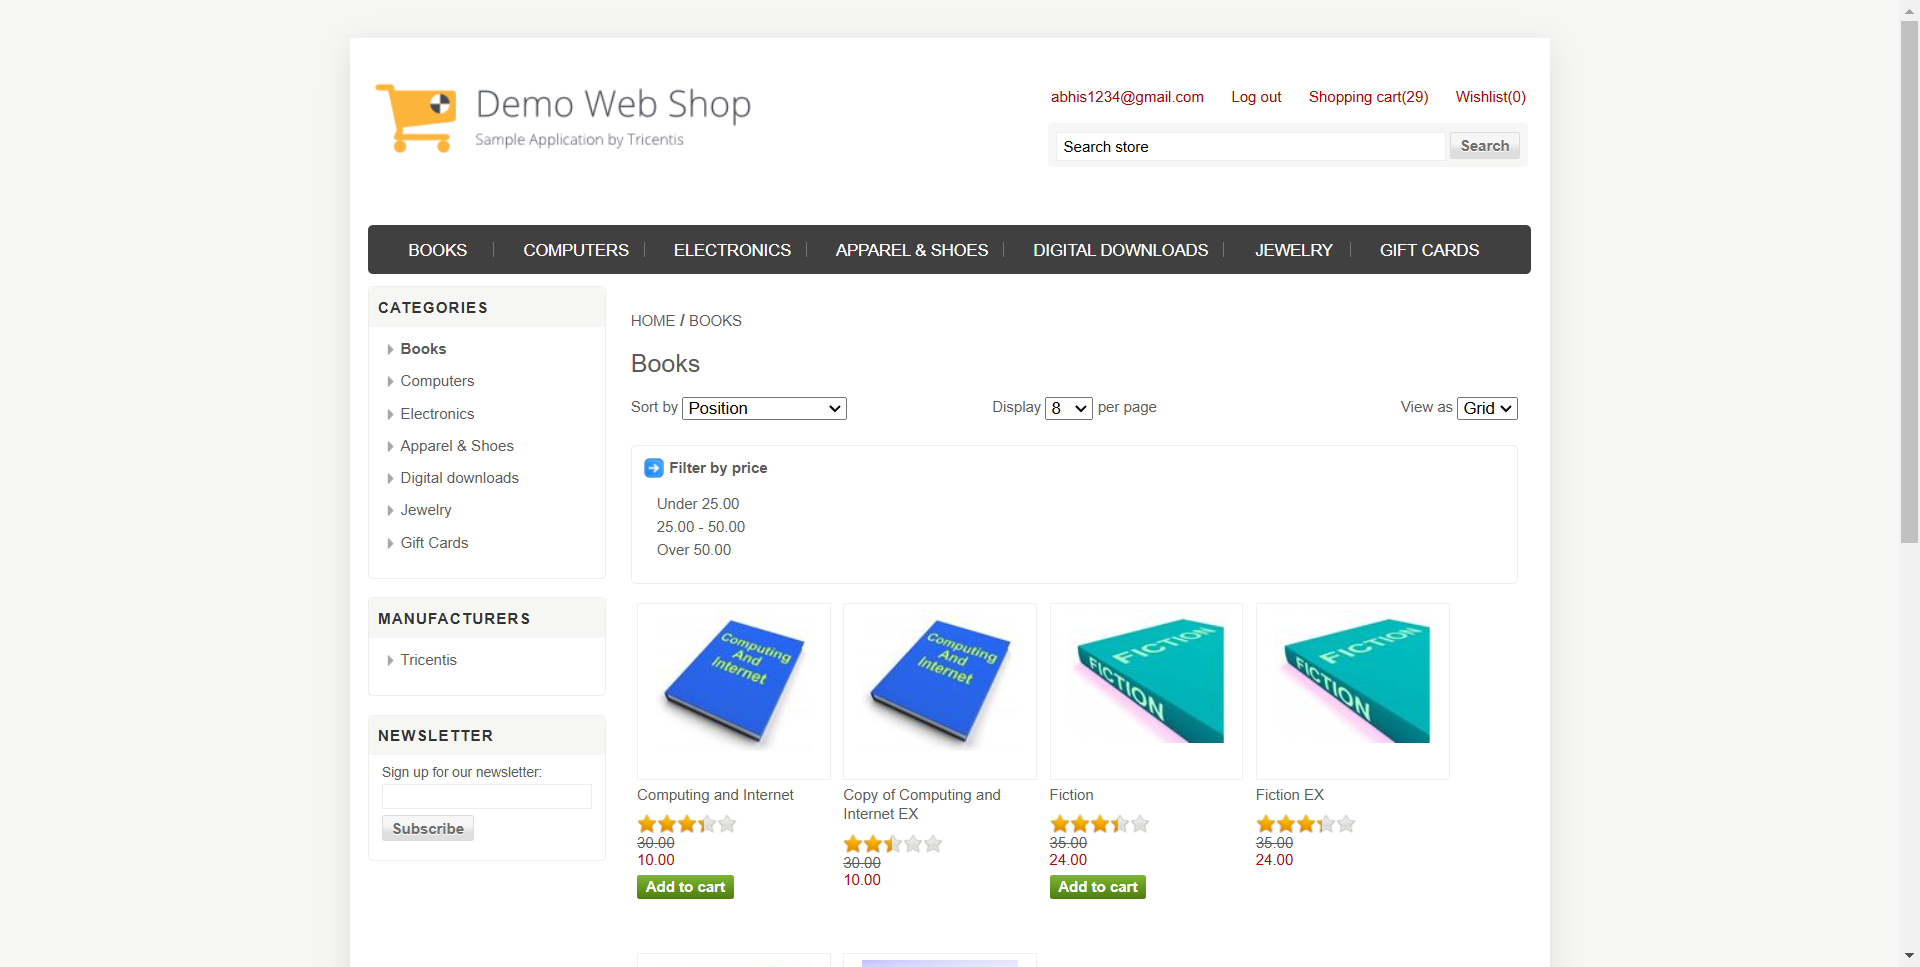 Demo Web Shop
Sample Application by Tricentis
abhis1234@gmail.com Log out Shopping cart(29) Wishlist(0)
Search store Search
BOOKS COMPUTERS ELECTRONICS APPAREL & SHOES DIGITAL DOWNLOADS JEWELRY GIFT CARDS
CATEGORIES
Books
Computers
Electronics
Apparel & Shoes
Digital downloads
Jewelry
Gift Cards
MANUFACTURERS
Tricentis
NEWSLETTER
Sign up for our newsletter:
Subscribe
HOME / BOOKS
Books
Sort by Position Display 8 per page View as Grid
Filter by price
Under 25.00
25.00 - 50.00
Over 50.00
Computing
And
Internet
Computing and Internet
30.00
10.00
Add to cart
Computing
And
Internet
Copy of Computing and
Internet EX
30.00
10.00
FICTION
FICTION
Fiction
35.00
24.00
Add to cart
FICTION
FICTION
Fiction EX
35.00
24.00